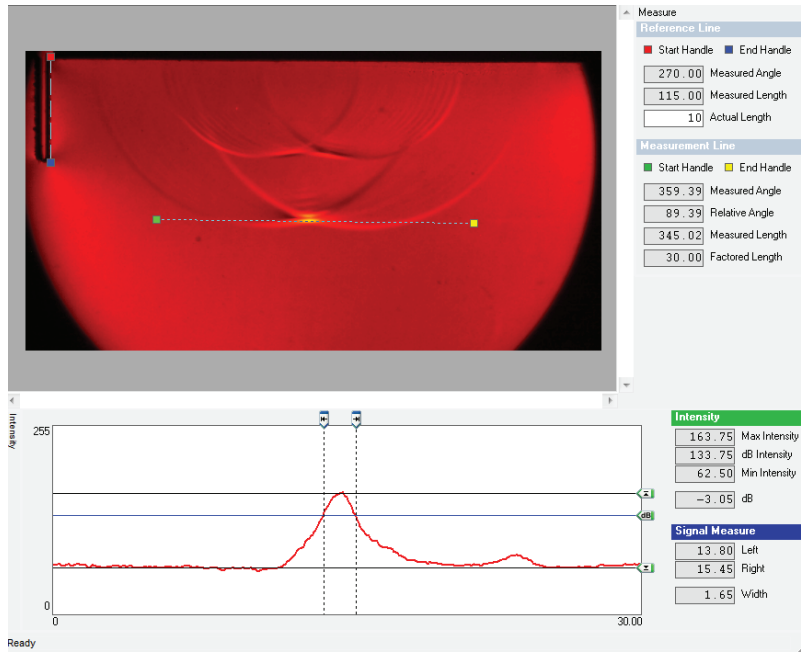 Measure
Reference Line
Start Handle End Handle
270.00 Measured Angle
115.00 Measured Length
10 Actual Length
Measurement Line
Start Handle End Handle
359.39 Measured Angle
89.39 Relative Angle
345.02 Measured Length
30.00 Factored Length
Intensity
255
0
0
30.00
dB
Intensity
163.75 Max Intensity
133.75 dB Intensity
62.50 Min Intensity
-3.05 dB
Signal Measure
13.80 Left
15.45 Right
1.65 Width
Ready